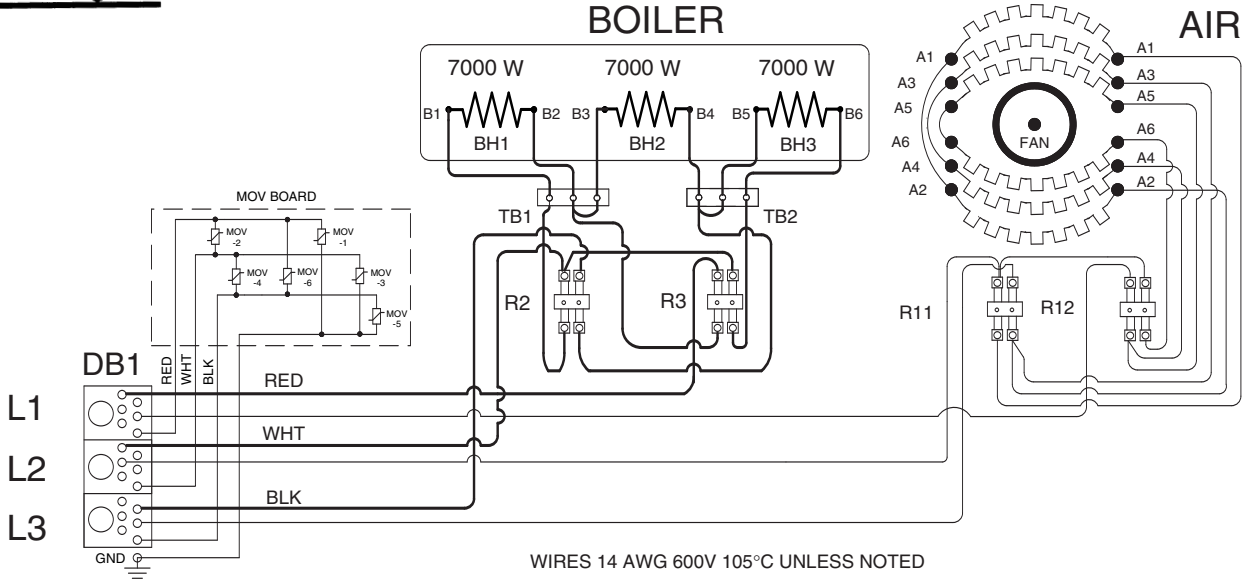 BOILER
AIR
7000 W 7000 W 7000 W
B1 B2 B3 B4 B5 B6
BH1 BH2 BH3
A1 A1
A3 A3
A5 A5
FAN
A6 A6
A4 A4
A2 A2
MOV BOARD
MOV
-2
MOV
-1
MOV
-4
MOV
-6
MOV
-3
MOV
-5
TB1 TB2
R2 R3
R11 R12
RED
WHT
BLK
DB1
L1
RED
L2
WHT
L3
BLK
GND
WIRES 14 AWG 600V 105°C UNLESS NOTED